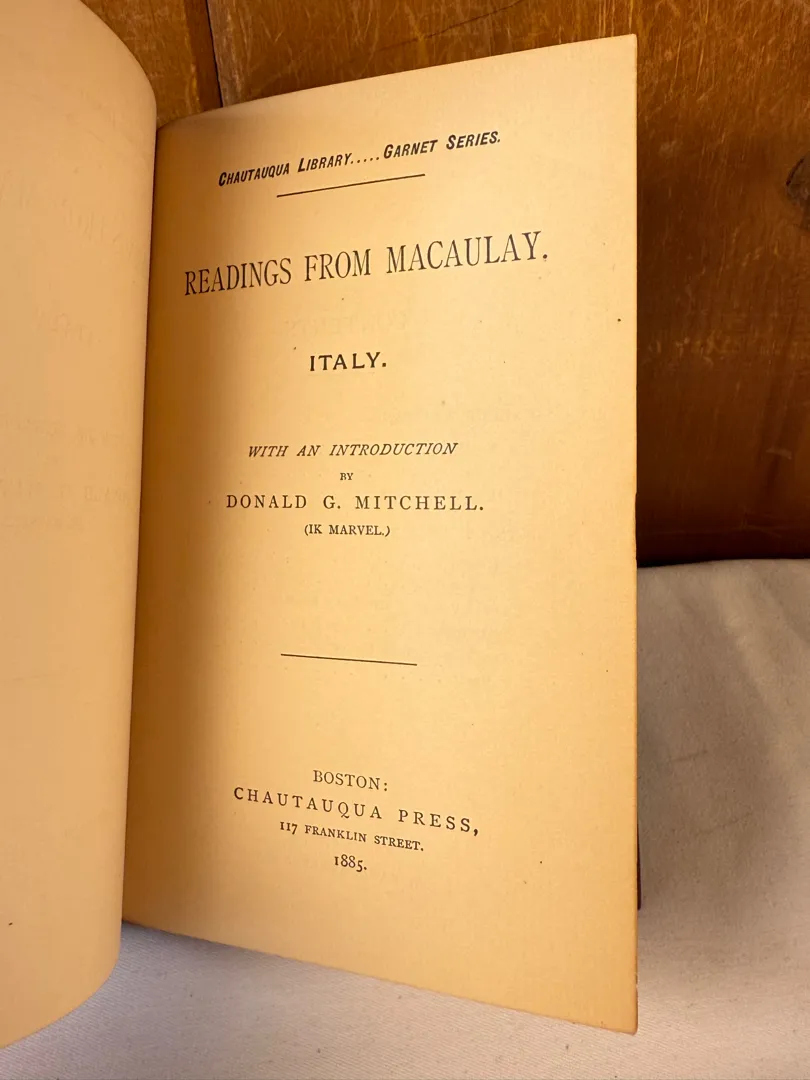 CHAUTAUQUA LIBRARY.....GARNET SERIES.
READINGS FROM MACAULAY.
ITALY.
WITH AN INTRODUCTION
BY
DONALD G. MITCHELL.
(IK MARVEL.)
BOSTON:
CHAUTAUQUA PRESS,
117 FRANKLIN STREET.
1885.